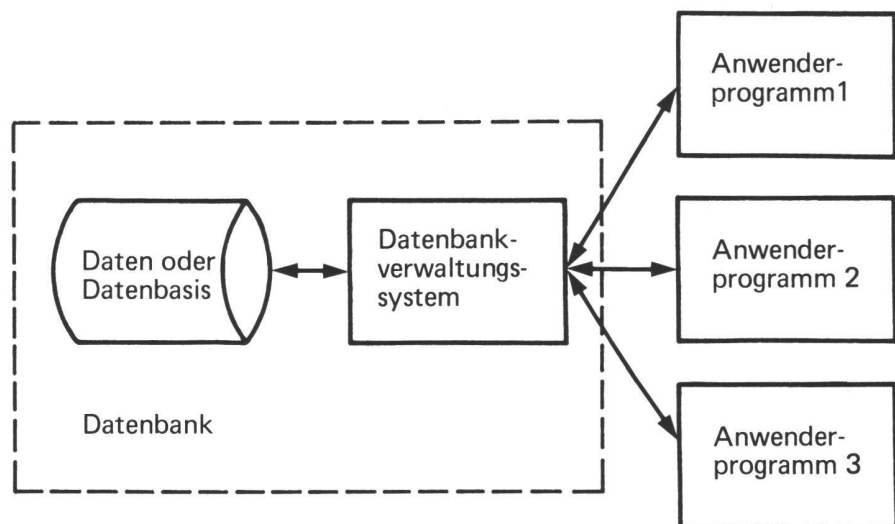 Daten oder
Datenbasis
Datenbank-
verwaltungs-
system
Datenbank
Anwender-
programm1
Anwender-
programm 2
Anwender-
programm 3